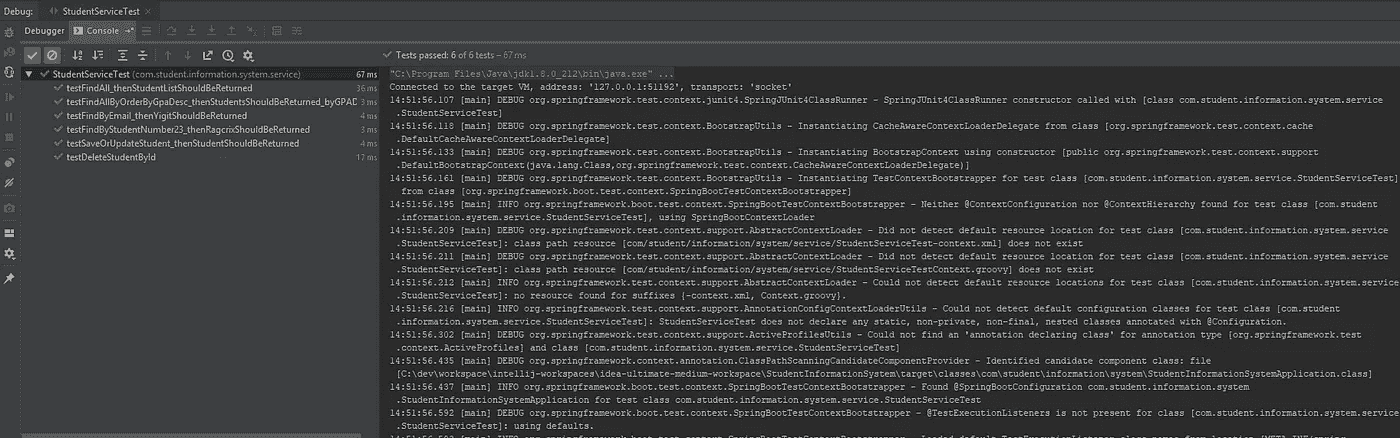 Debug: StudentServiceTest
Debugger Console
Tests passed: 6 of 6 tests – 67 ms
StudentServiceTest (com.student.information.system.service) 67 ms
testFindAll_thenStudentListShouldBeReturned 36 ms
testFindAllByOrderByGpaDesc_thenStudentsShouldBeReturned_byGPAD 3 ms
testFindByEmail_thenYigitShouldBeReturned 4 ms
testFindByStudentNumber23_thenRagcrixShouldBeReturned 3 ms
testSaveOrUpdateStudent_thenStudentShouldBeReturned 4 ms
testDeleteStudentById 17 ms
"C:\Program Files\Java\jdk1.8.0_212\bin\java.exe" ...
Connected to the target VM, address: '127.0.0.1:51192', transport: 'socket'
14:51:56.107 [main] DEBUG org.springframework.test.context.junit4.SpringJUnit4ClassRunner - SpringJUnit4ClassRunner constructor called with [class com.student.information.system.service
.StudentServiceTest]
14:51:56.118 [main] DEBUG org.springframework.test.context.BootstrapUtils - Instantiating CacheAwareContextLoaderDelegate from class [org.springframework.test.context.cache
.DefaultCacheAwareContextLoaderDelegate]
14:51:56.133 [main] DEBUG org.springframework.test.context.BootstrapUtils - Instantiating BootstrapContext using constructor [public org.springframework.test.context.support
.DefaultBootstrapContext(java.lang.Class,org.springframework.test.context.CacheAwareContextLoaderDelegate)]
14:51:56.161 [main] DEBUG org.springframework.test.context.BootstrapUtils - Instantiating TestContextBootstrapper for test class [com.student.information.system.service.StudentServiceTest]
from class [org.springframework.boot.test.context.SpringBootTestContextBootstrapper]
14:51:56.195 [main] INFO org.springframework.boot.test.context.SpringBootTestContextBootstrapper - Neither @ContextConfiguration nor @ContextHierarchy found for test class [com.student
.information.system.service.StudentServiceTest], using SpringBootContextLoader
14:51:56.209 [main] DEBUG org.springframework.test.context.support.AbstractContextLoader - Did not detect default resource location for test class [com.student.information.system.service
.StudentServiceTest]: class path resource [com/student/information/system/service/StudentServiceTest-context.xml] does not exist
14:51:56.211 [main] DEBUG org.springframework.test.context.support.AbstractContextLoader - Did not detect default resource location for test class [com.student.information.system.service
.StudentServiceTest]: class path resource [com/student/information/system/service/StudentServiceTestContext.groovy] does not exist
14:51:56.212 [main] INFO org.springframework.test.context.support.AbstractContextLoader - Could not detect default resource locations for test class [com.student.information.system.service
.StudentServiceTest]: no resource found for suffixes {-context.xml, Context.groovy}.
14:51:56.216 [main] INFO org.springframework.test.context.support.AnnotationConfigContextLoaderUtils - Could not detect default configuration classes for test class [com.student
.information.system.service.StudentServiceTest]: StudentServiceTest does not declare any static, non-private, non-final, nested classes annotated with @Configuration.
14:51:56.302 [main] DEBUG org.springframework.test.context.support.ActiveProfilesUtils - Could not find an 'annotation declaring class' for annotation type [org.springframework.test
.context.ActiveProfiles] and class [com.student.information.system.service.StudentServiceTest]
14:51:56.435 [main] DEBUG org.springframework.context.annotation.ClassPathScanningCandidateComponentProvider - Identified candidate component class: file
[C:\dev\workspace\intellij-workspaces\idea-ultimate-medium-workspace\StudentInformationSystem\target\classes\com\student\information\system\StudentInformationSystemApplication.class]
14:51:56.437 [main] INFO org.springframework.boot.test.context.SpringBootTestContextBootstrapper - Found @SpringBootConfiguration com.student.information.system
.StudentInformationSystemApplication for test class com.student.information.system.service.StudentServiceTest
14:51:56.592 [main] DEBUG org.springframework.boot.test.context.SpringBootTestContextBootstrapper - @TestExecutionListeners is not present for class [com.student.information.system.service
.StudentServiceTest]: using defaults.